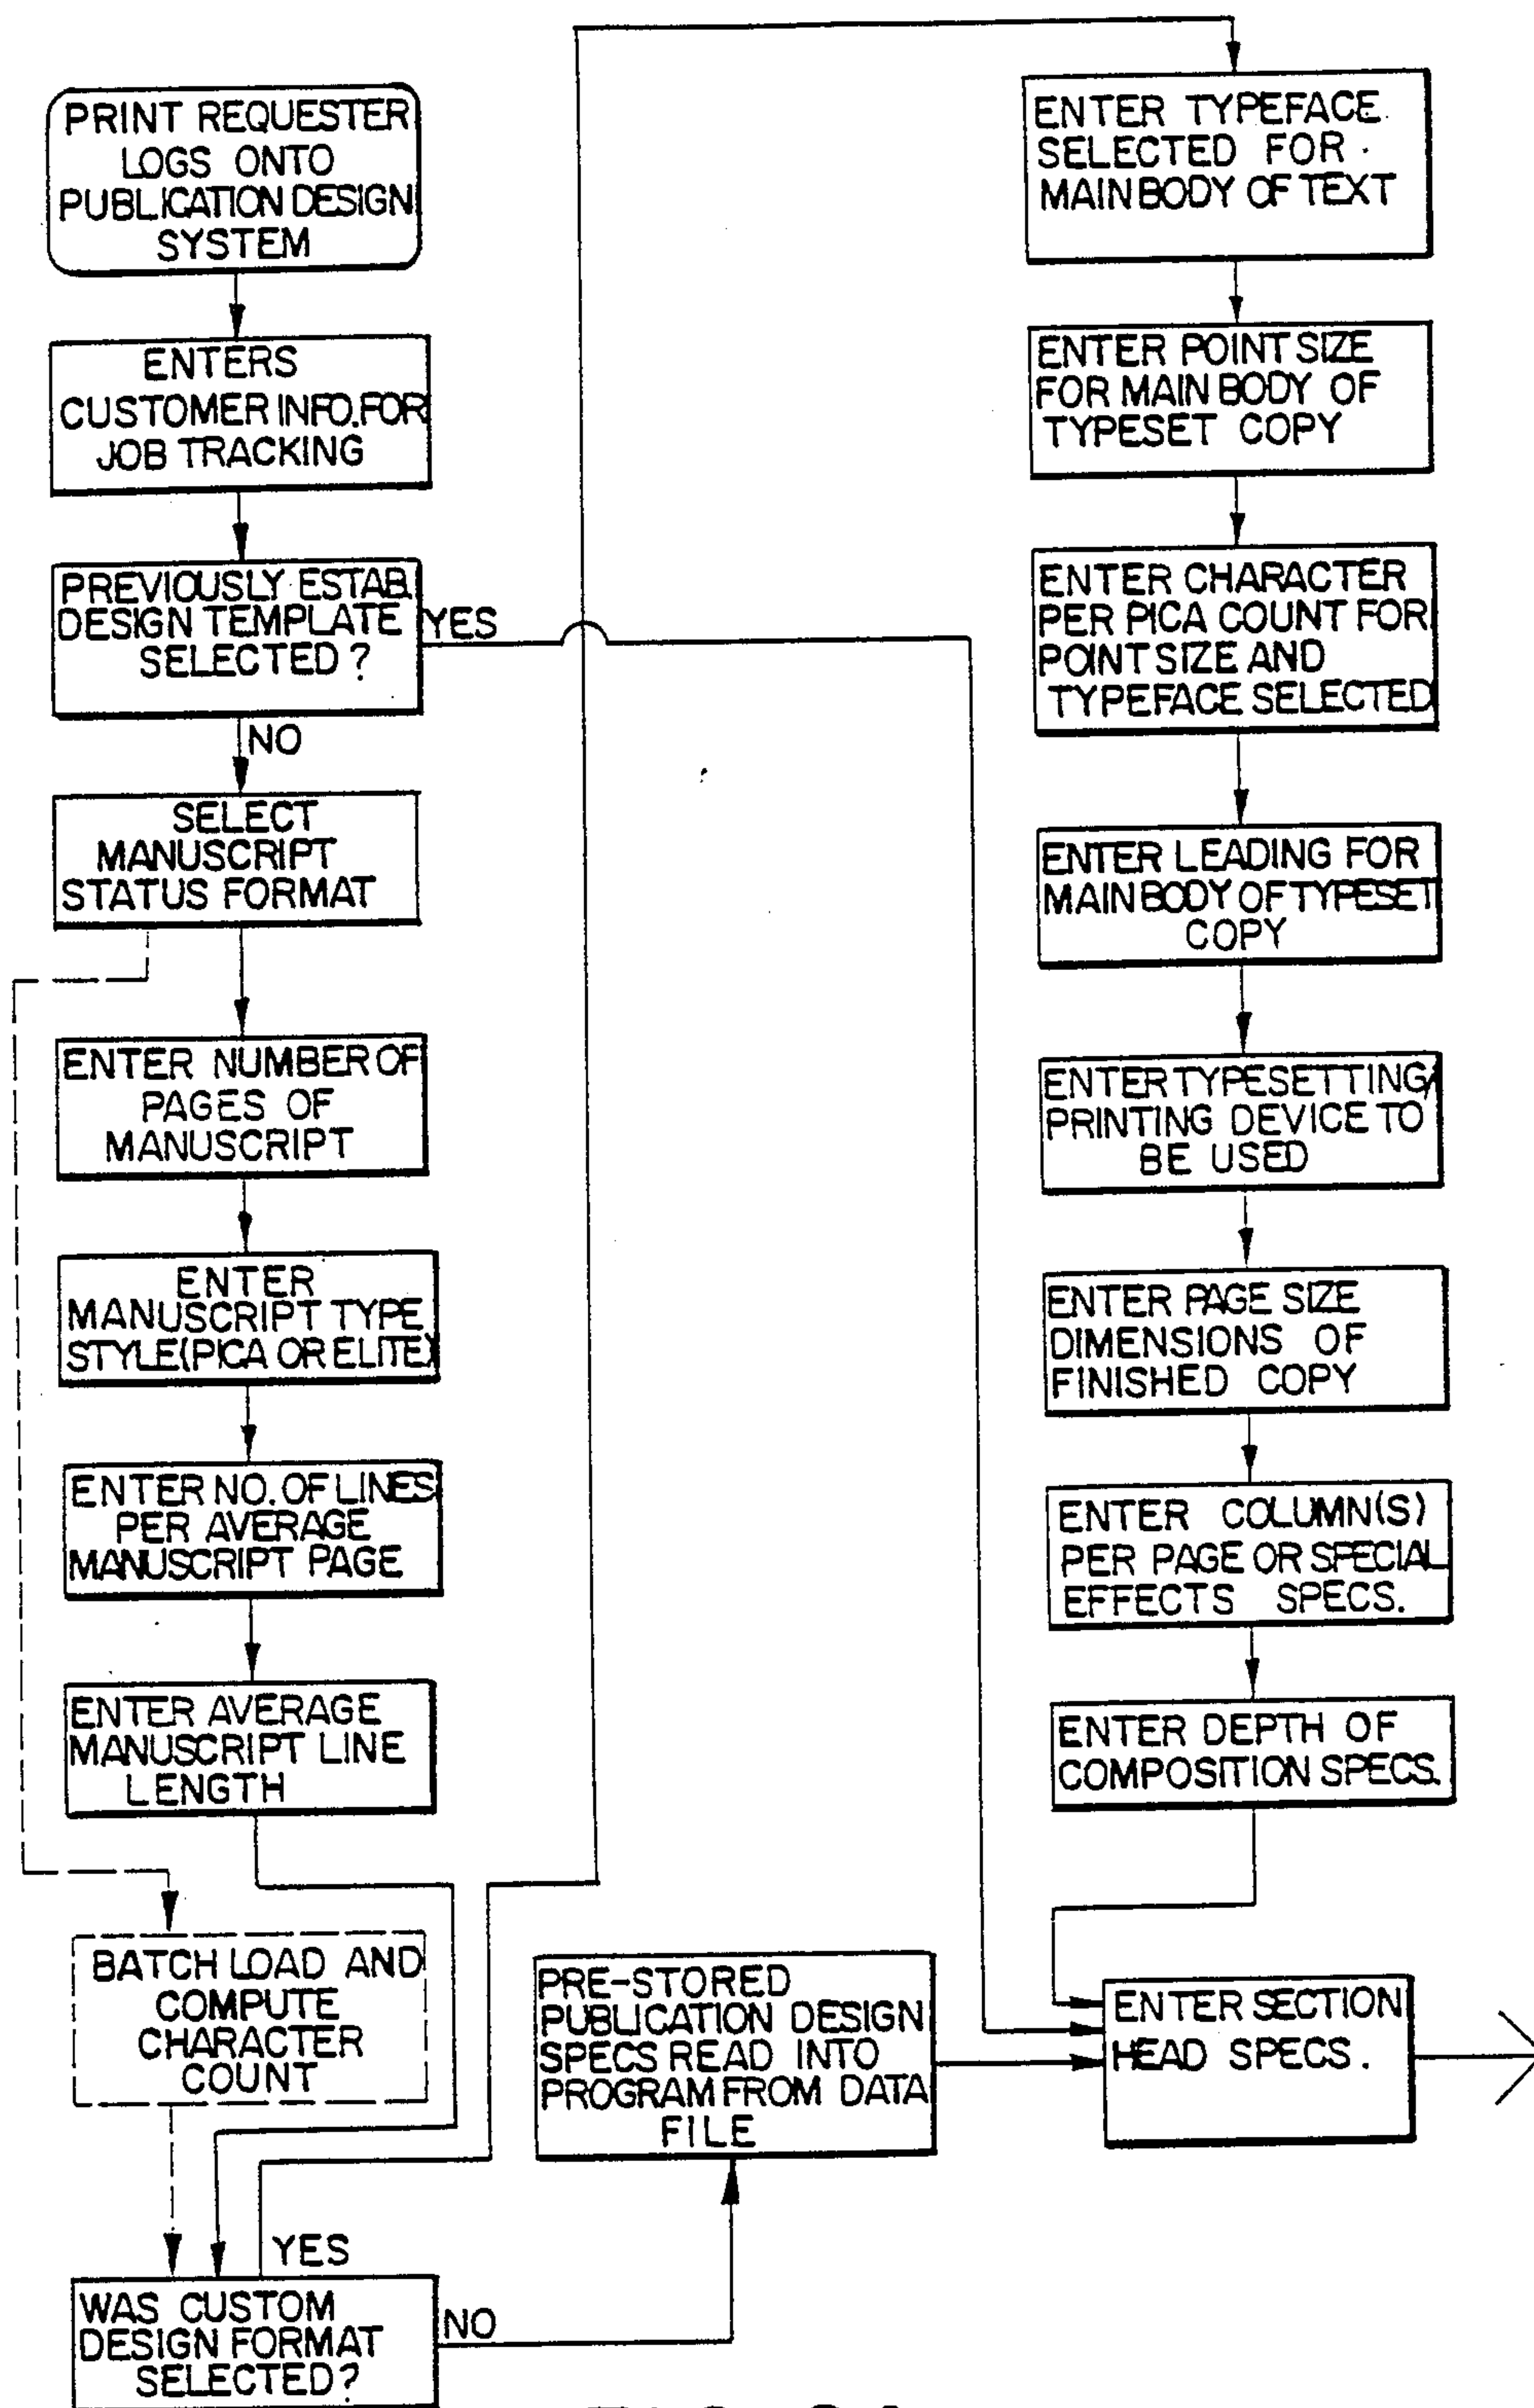 PRINT REQUESTER
LOGS ONTO
PUBLICATION DESIGN
SYSTEM
ENTERS
CUSTOMER INFO. FOR
JOB TRACKING
PREVIOUSLY ESTAB.
DESIGN TEMPLATE
SELECTED?
YES
NO
SELECT
MANUSCRIPT
STATUS FORMAT
ENTER NUMBER OF
PAGES OF
MANUSCRIPT
ENTER
MANUSCRIPT TYPE
STYLE(PICA OR ELITE)
ENTER NO. OF LINES
PER AVERAGE
MANUSCRIPT PAGE
ENTER AVERAGE
MANUSCRIPT LINE
LENGTH
BATCH LOAD AND
COMPUTE
CHARACTER
COUNT
YES
WAS CUSTOM
DESIGN FORMAT
SELECTED?
NO
PRE-STORED
PUBLICATION DESIGN
SPECS READ INTO
PROGRAM FROM DATA
FILE
ENTER TYPEFACE
SELECTED FOR
MAIN BODY OF TEXT
ENTER POINT SIZE
FOR MAIN BODY OF
TYPESET COPY
ENTER CHARACTER
PER PICA COUNT FOR
POINT SIZE AND
TYPEFACE SELECTED
ENTER LEADING FOR
MAIN BODY OF TYPESET
COPY
ENTER TYPESETTING/
PRINTING DEVICE TO
BE USED
ENTER PAGE SIZE
DIMENSIONS OF
FINISHED COPY
ENTER COLUMN(S)
PER PAGE OR SPECIAL
EFFECTS SPECS.
ENTER DEPTH OF
COMPOSITION SPECS.
ENTER SECTION
HEAD SPECS.